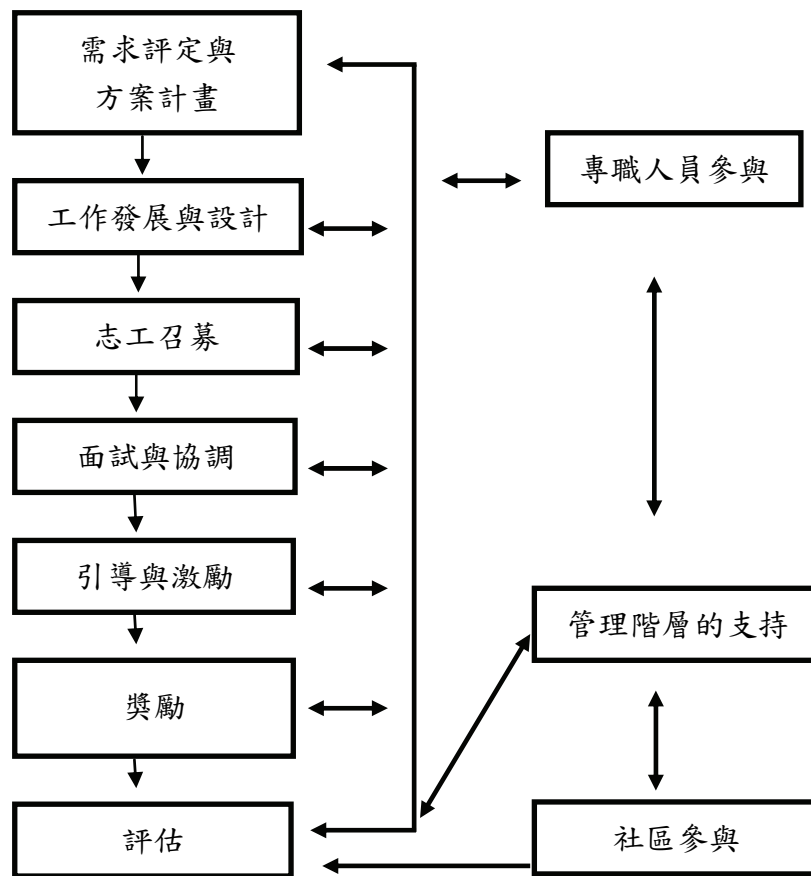 需求評定與
方案計畫
專職人員參與
工作發展與設計
志工召募
面試與協調
引導與激勵
管理階層的支持
獎勵
評估
社區參與